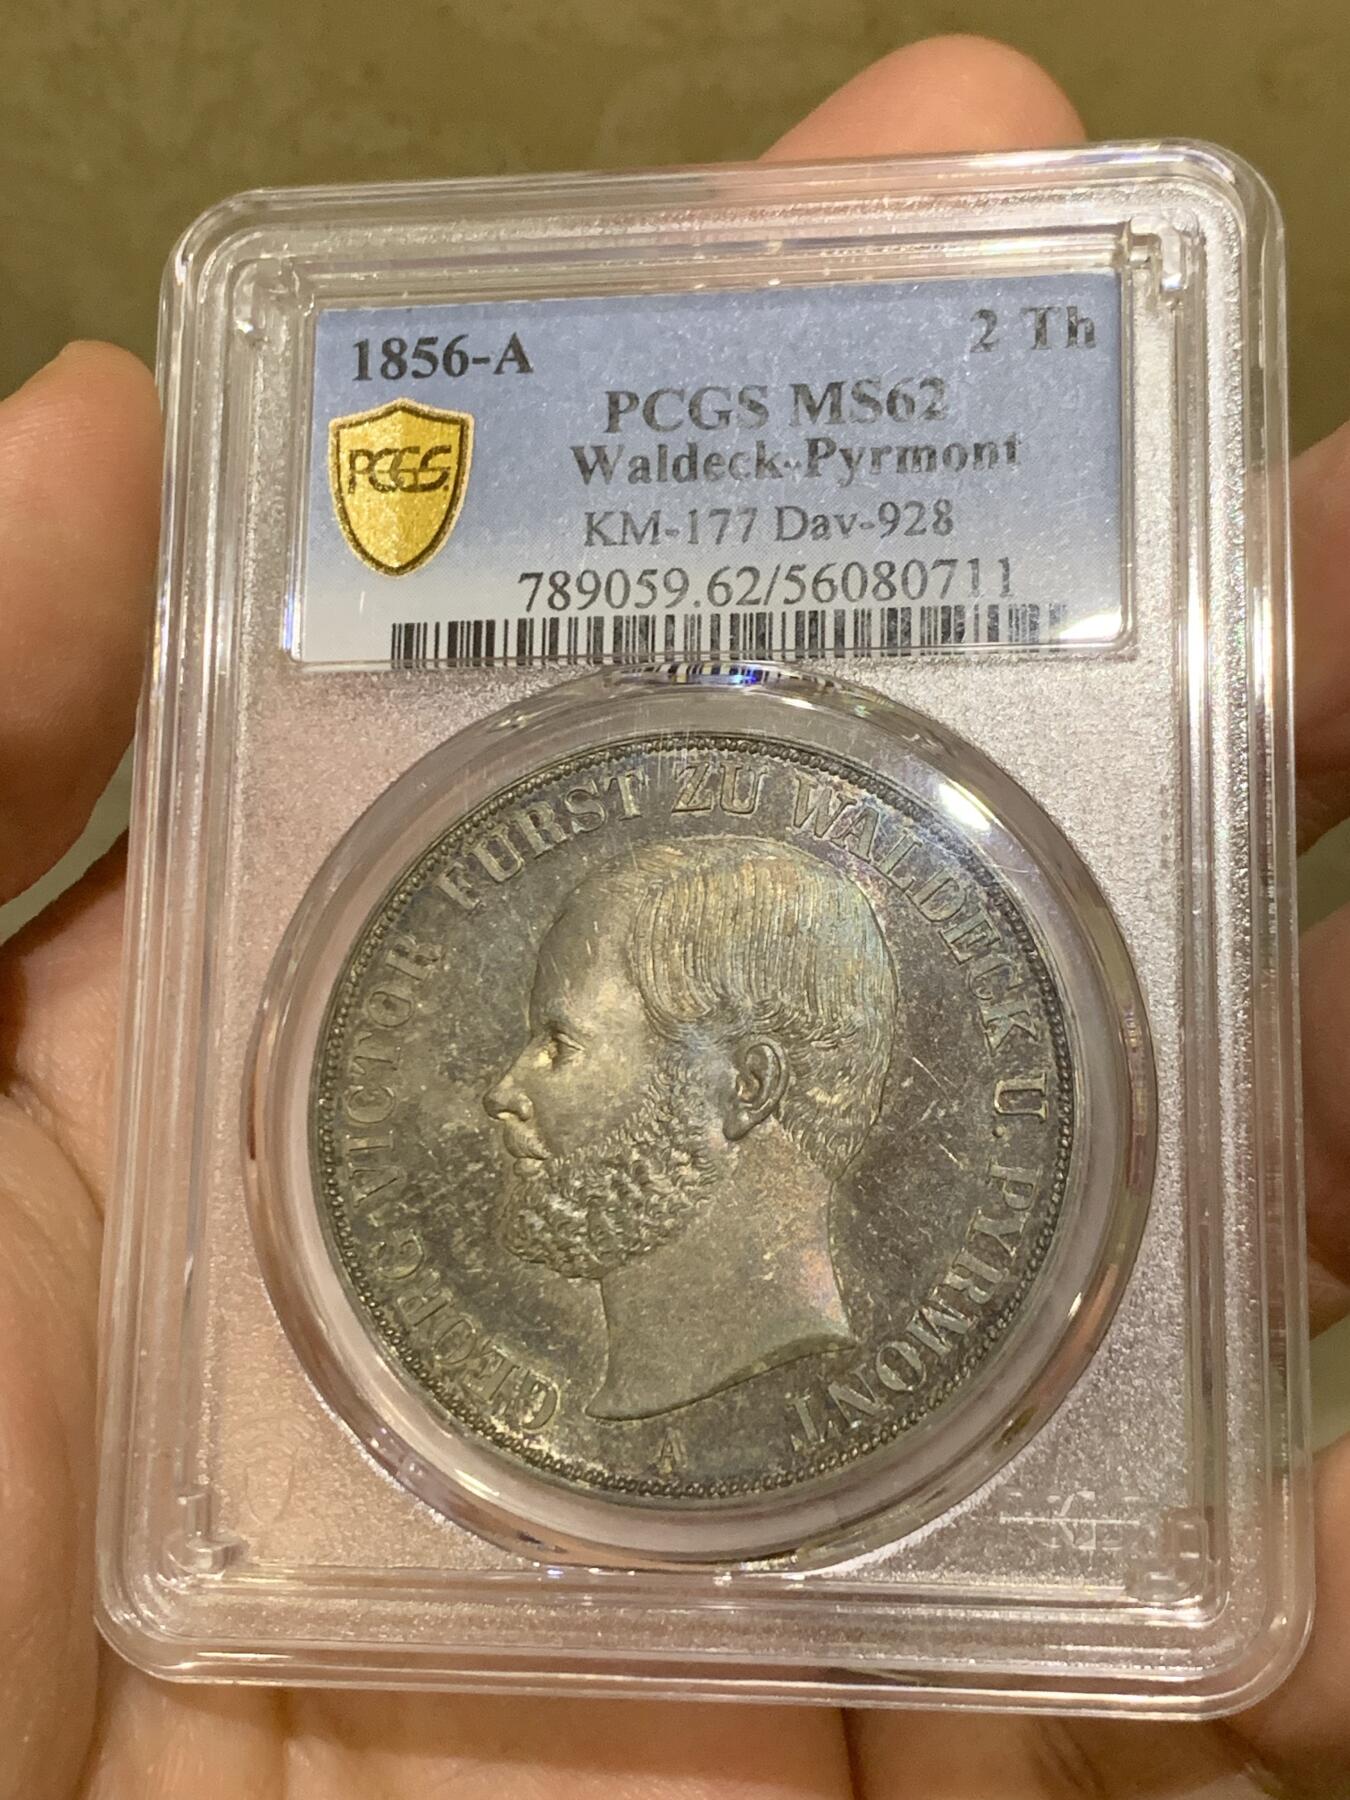 1856-A
2 Th
PCGS MS62
PCGS
Waldeck-Pyrmont
KM-177 Dav-928
789059.62/56080711
GEORG VICTOR FÜRST ZU WALDECK U. PYRMONT
A